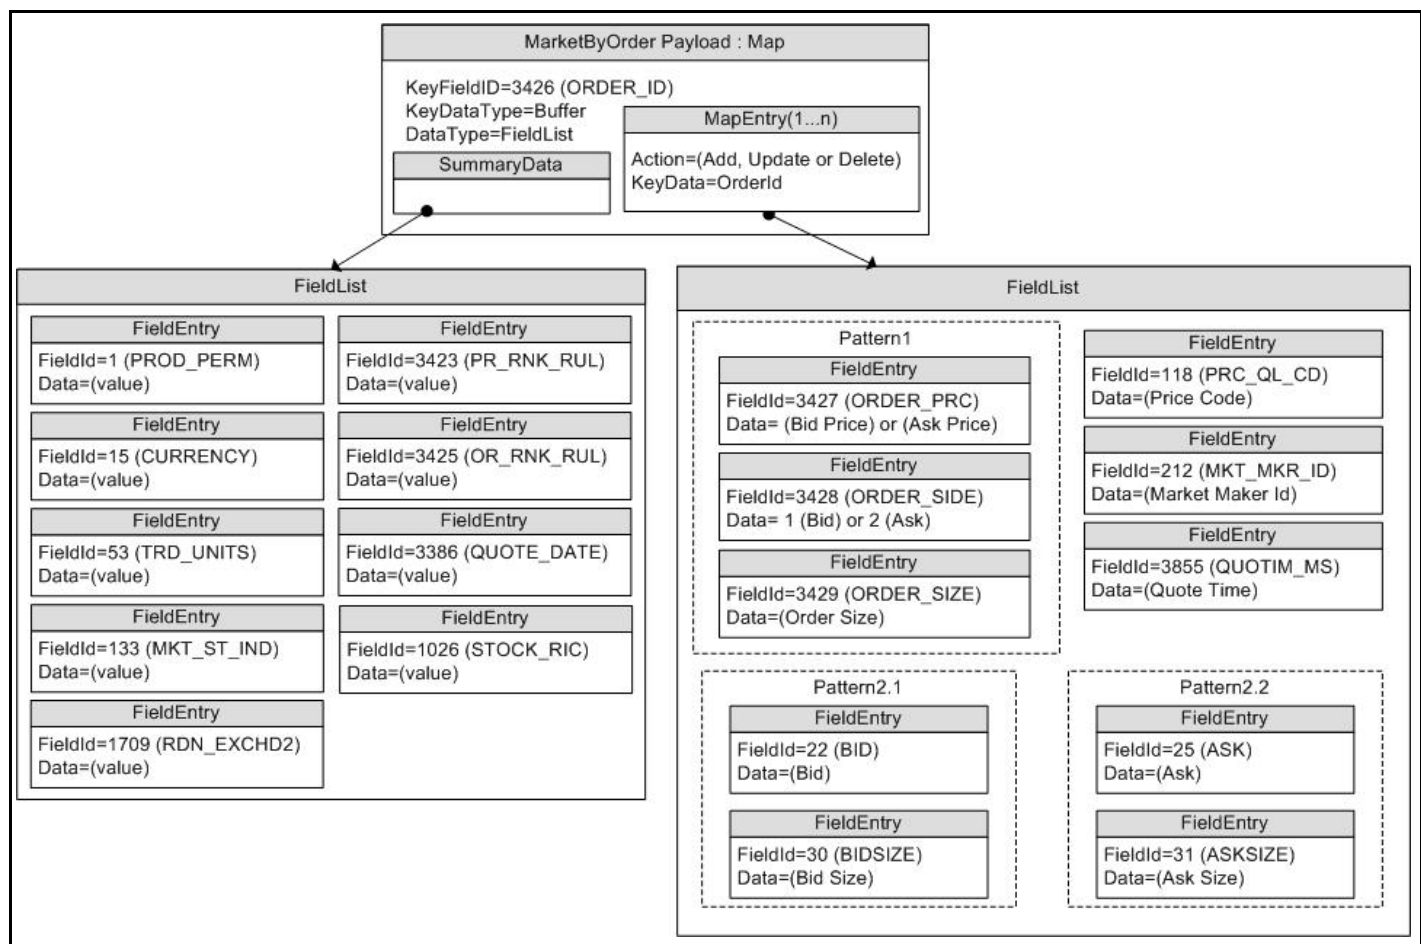 MarketByOrder Payload : Map
KeyFieldID=3426 (ORDER_ID)
KeyDataType=Buffer
DataType=FieldList
SummaryData
MapEntry(1...n)
Action=(Add, Update or Delete)
KeyData=OrderId
FieldList
FieldEntry
FieldId=1 (PROD_PERM)
Data=(value)
FieldEntry
FieldId=15 (CURRENCY)
Data=(value)
FieldEntry
FieldId=53 (TRD_UNITS)
Data=(value)
FieldEntry
FieldId=133 (MKT_ST_IND)
Data=(value)
FieldEntry
FieldId=1709 (RDN_EXCHD2)
Data=(value)
FieldEntry
FieldId=3423 (PR_RNK_RUL)
Data=(value)
FieldEntry
FieldId=3425 (OR_RNK_RUL)
Data=(value)
FieldEntry
FieldId=3386 (QUOTE_DATE)
Data=(value)
FieldEntry
FieldId=1026 (STOCK_RIC)
Data=(value)
FieldList
Pattern1
FieldEntry
FieldId=3427 (ORDER_PRC)
Data= (Bid Price) or (Ask Price)
FieldEntry
FieldId=3428 (ORDER_SIDE)
Data= 1 (Bid) or 2 (Ask)
FieldEntry
FieldId=3429 (ORDER_SIZE)
Data=(Order Size)
FieldEntry
FieldId=118 (PRC_QL_CD)
Data=(Price Code)
FieldEntry
FieldId=212 (MKT_MKR_ID)
Data=(Market Maker Id)
FieldEntry
FieldId=3855 (QUOTIM_MS)
Data=(Quote Time)
Pattern2.1
FieldEntry
FieldId=22 (BID)
Data=(Bid)
FieldEntry
FieldId=30 (BIDSIZE)
Data=(Bid Size)
Pattern2.2
FieldEntry
FieldId=25 (ASK)
Data=(Ask)
FieldEntry
FieldId=31 (ASKSIZE)
Data=(Ask Size)